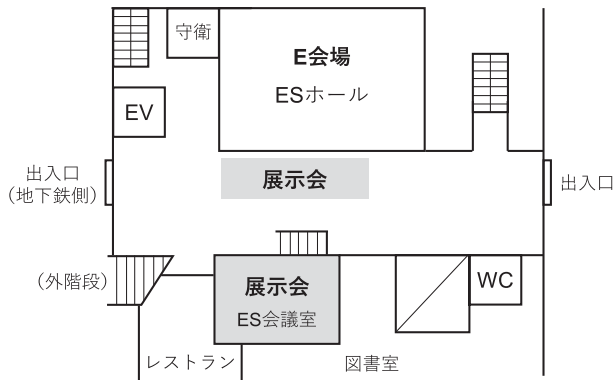 守衛
E会場
ESホール
EV
出入口
（地下鉄側）
展示会
出入口
（外階段）
展示会
ES会議室
WC
レストラン
図書室